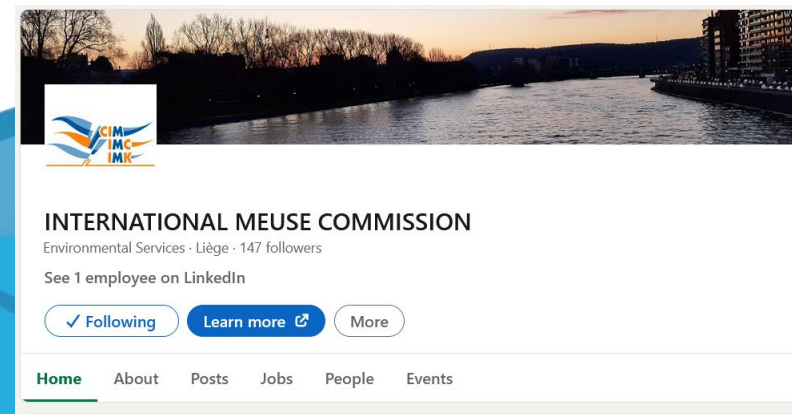 CIM
IMC
IMK
INTERNATIONAL MEUSE COMMISSION
Environmental Services · Liège · 147 followers
See 1 employee on LinkedIn
✓ Following Learn more More
Home About Posts Jobs People Events